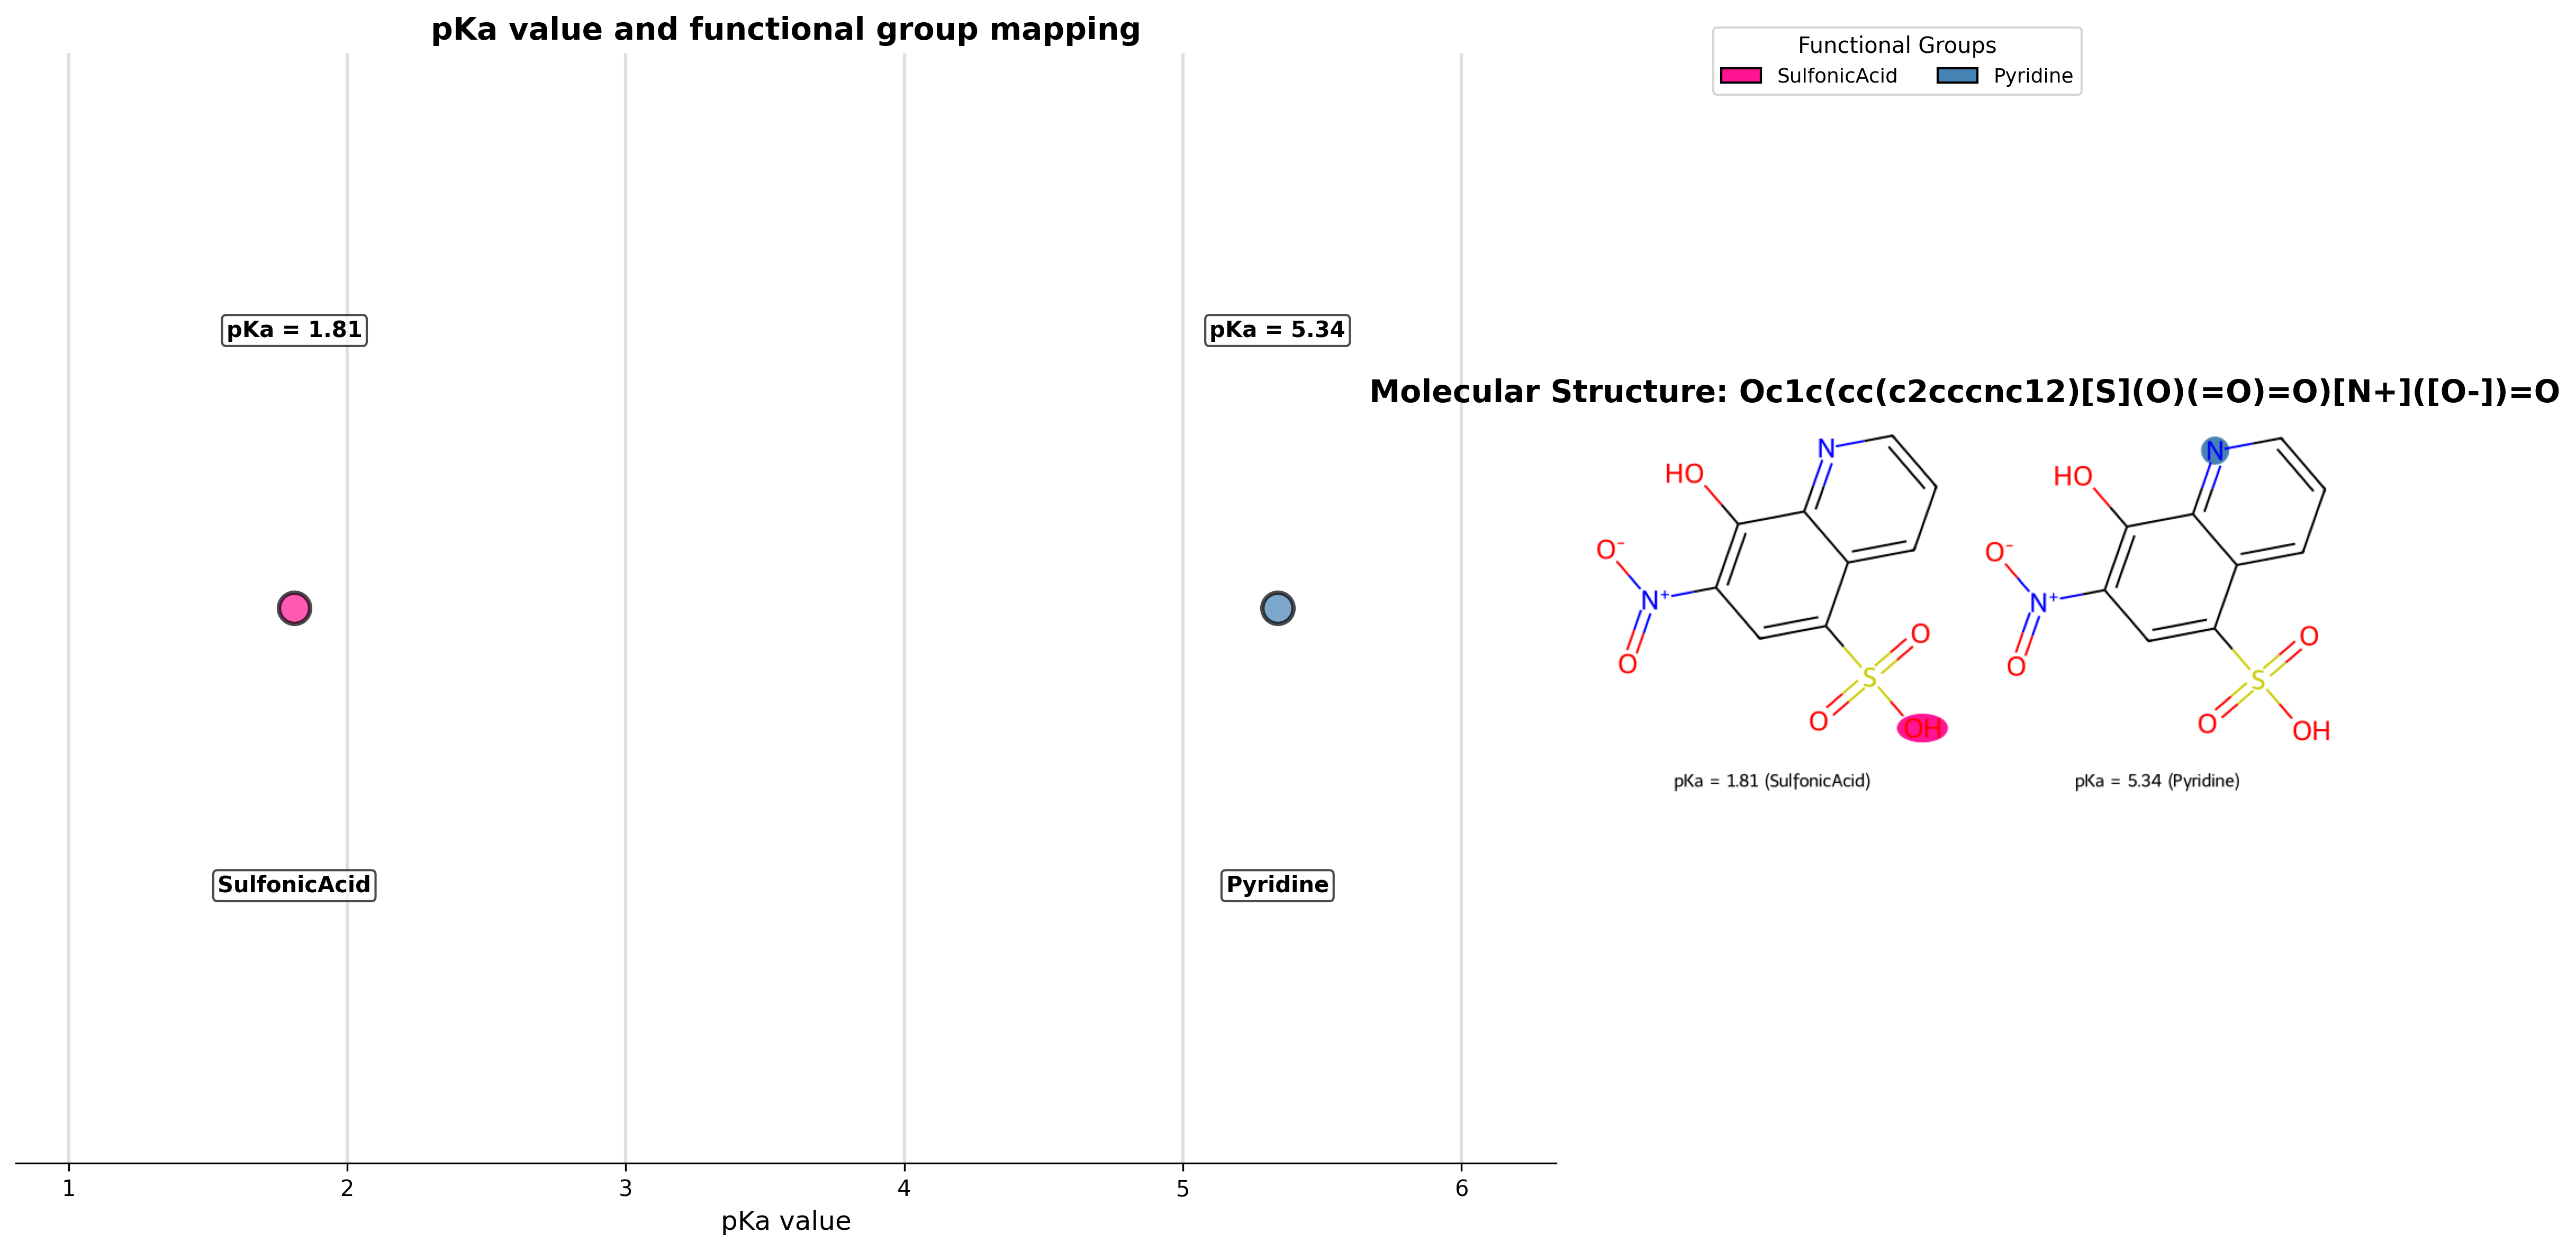 pKa value and functional group mapping
Functional Groups
SulfonicAcid Pyridine
pKa = 1.81
pKa = 5.34
SulfonicAcid
Pyridine
1 2 3 4 5 6
pKa value
Molecular Structure: Oc1c(cc(c2cccnc12)[S](O)(=O)=O)[N+]([O-])=O
N
HO
O⁻
N⁺
O
O
S
O
OH
pKa = 1.81 (SulfonicAcid)
N
HO
O⁻
N⁺
O
O
S
O
OH
pKa = 5.34 (Pyridine)